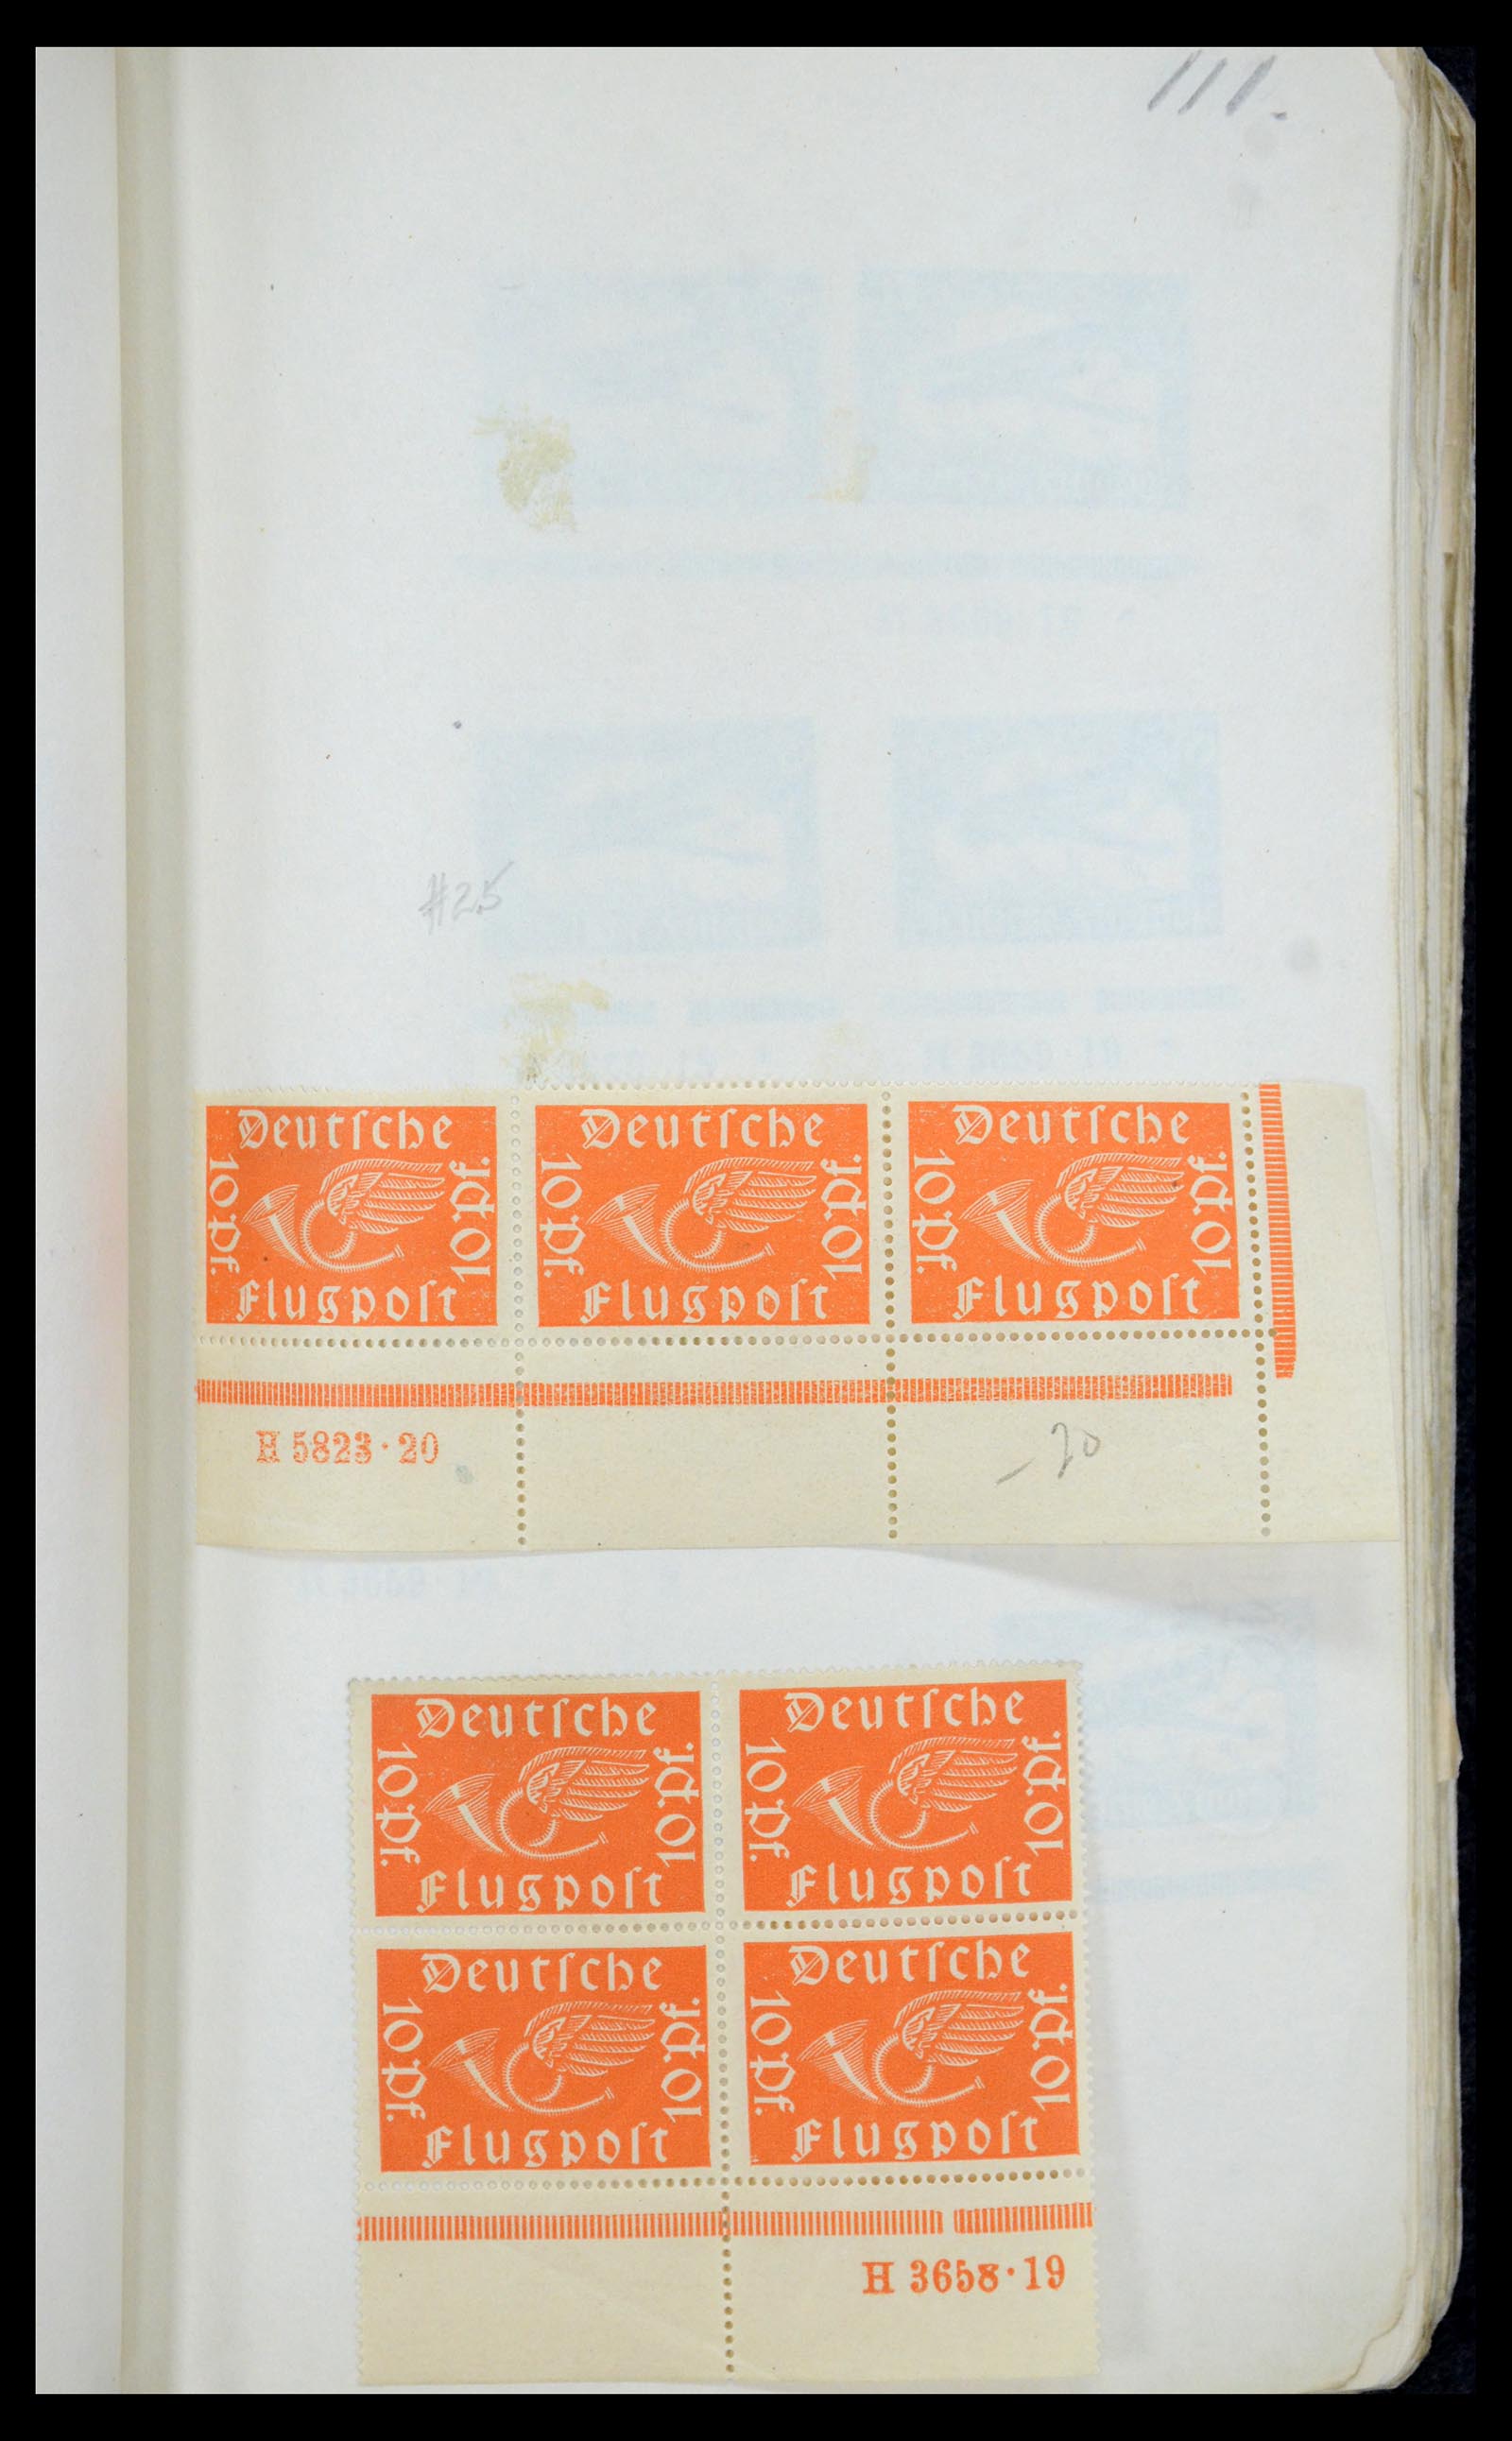 111.
#25
Deutſche Deutſche Deutſche
10 Pf. 10 Pf. 10 Pf. 10 Pf. 10 Pf. 10 Pf.
Flugpoſt Flugpoſt Flugpoſt
H 5823·20
– 20
Deutſche Deutſche
10 Pf. 10 Pf. 10 Pf. 10 Pf.
Flugpoſt Flugpoſt
Deutſche Deutſche
10 Pf. 10 Pf. 10 Pf. 10 Pf.
Flugpoſt Flugpoſt
H 3658·19